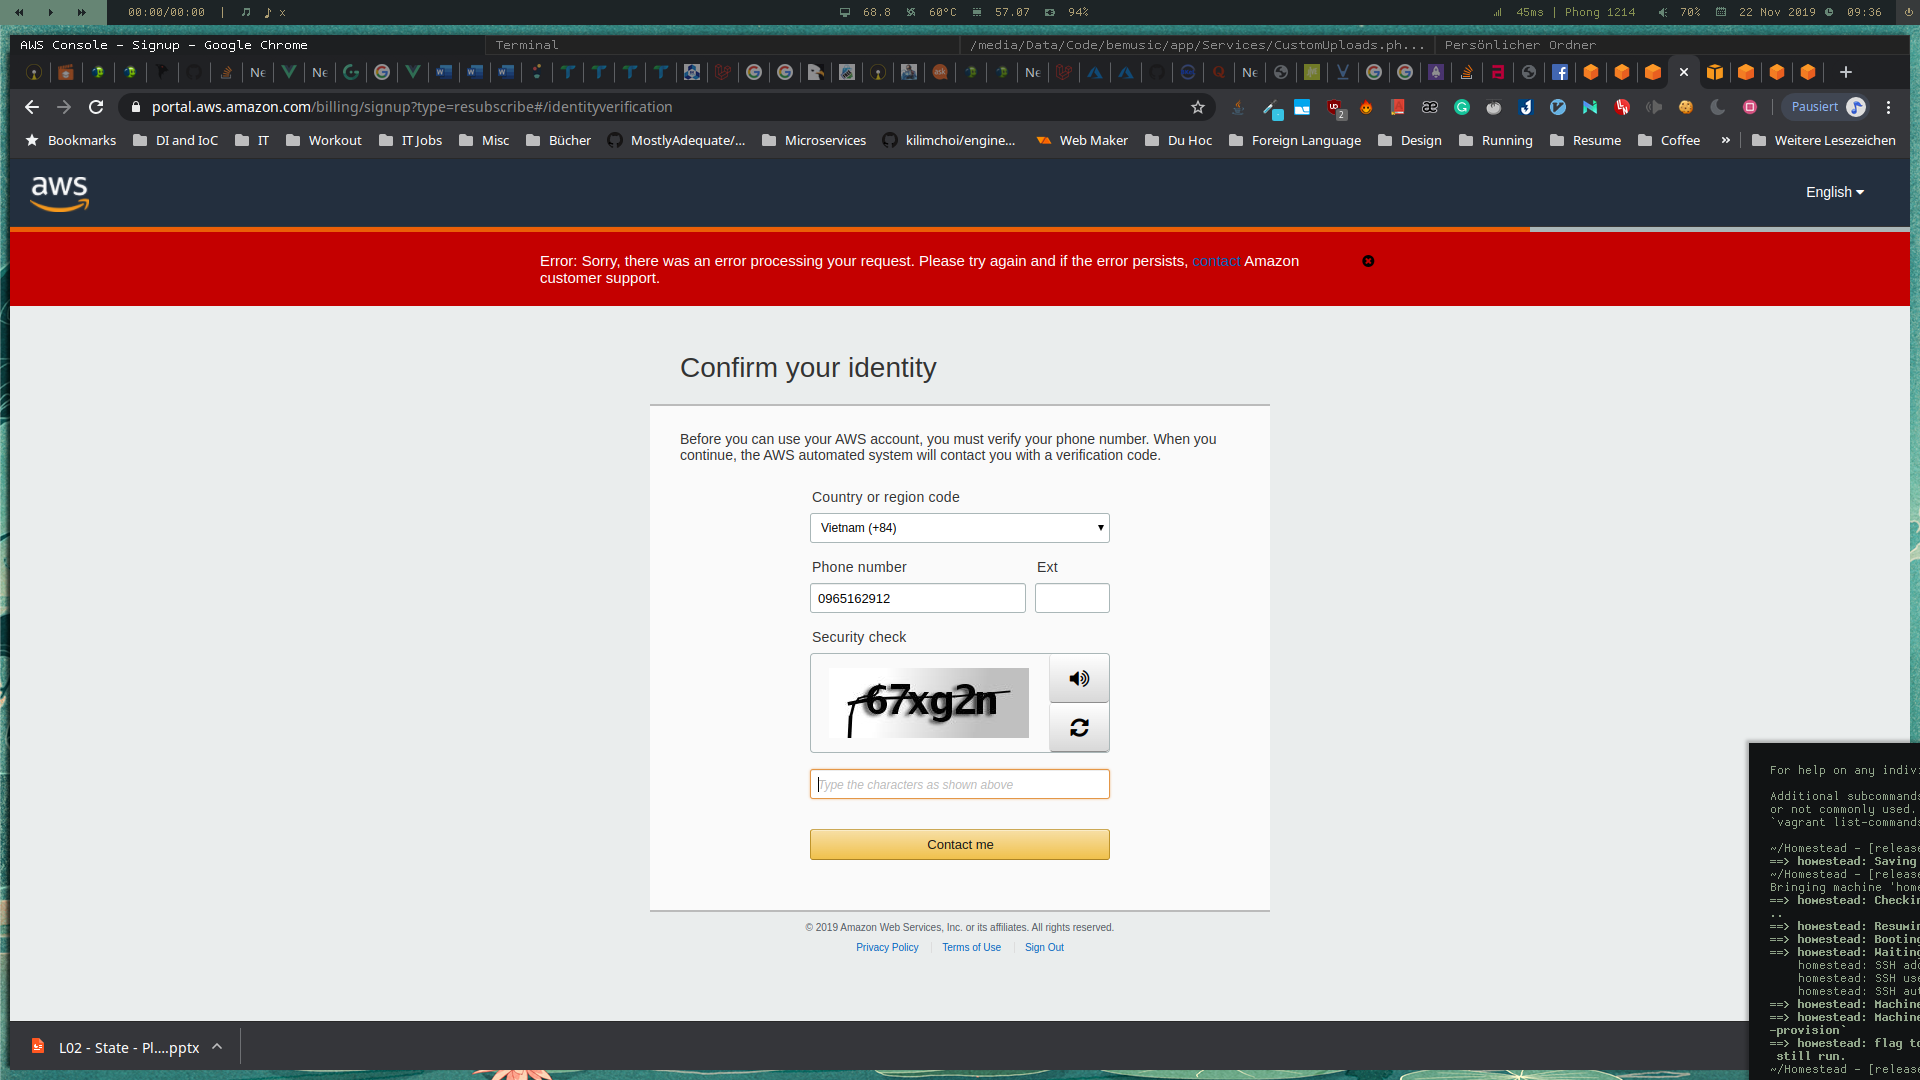 00:00/00:00 | x
68.8 60°C 57.07 94%
45ms | Phong 1214 70% 22 Nov 2019 09:36
AWS Console - Signup - Google Chrome
Terminal
/media/Data/Code/bemusic/app/Services/CustomUploads.ph...
Persönlicher Ordner
portal.aws.amazon.com/billing/signup?type=resubscribe#/identityverification
Pausiert
Bookmarks DI and IoC IT Workout IT Jobs Misc Bücher MostlyAdequate/... Microservices kilimchoi/engine... Web Maker Du Hoc Foreign Language Design Running Resume Coffee » Weitere Lesezeichen
aws
English
Error: Sorry, there was an error processing your request. Please try again and if the error persists, contact Amazon
customer support.
Confirm your identity
Before you can use your AWS account, you must verify your phone number. When you
continue, the AWS automated system will contact you with a verification code.
Country or region code
Vietnam (+84)
Phone number Ext
0965162912
Security check
67xg2n
Type the characters as shown above
Contact me
© 2019 Amazon Web Services, Inc. or its affiliates. All rights reserved.
Privacy Policy Terms of Use Sign Out
For help on any indiv
Additional subcommands
or not commonly used.
`vagrant list-commands
~/Homestead - [release
==> homestead: Saving
~/Homestead - [release
Bringing machine 'home
==> homestead: Checkin
..
==> homestead: Resumin
==> homestead: Booting
==> homestead: Waiting
homestead: SSH add
homestead: SSH use
homestead: SSH aut
==> homestead: Machine
==> homestead: Machine
-provision`
==> homestead: flag to
still run.
~/Homestead - [release
L02 - State - Pl....pptx